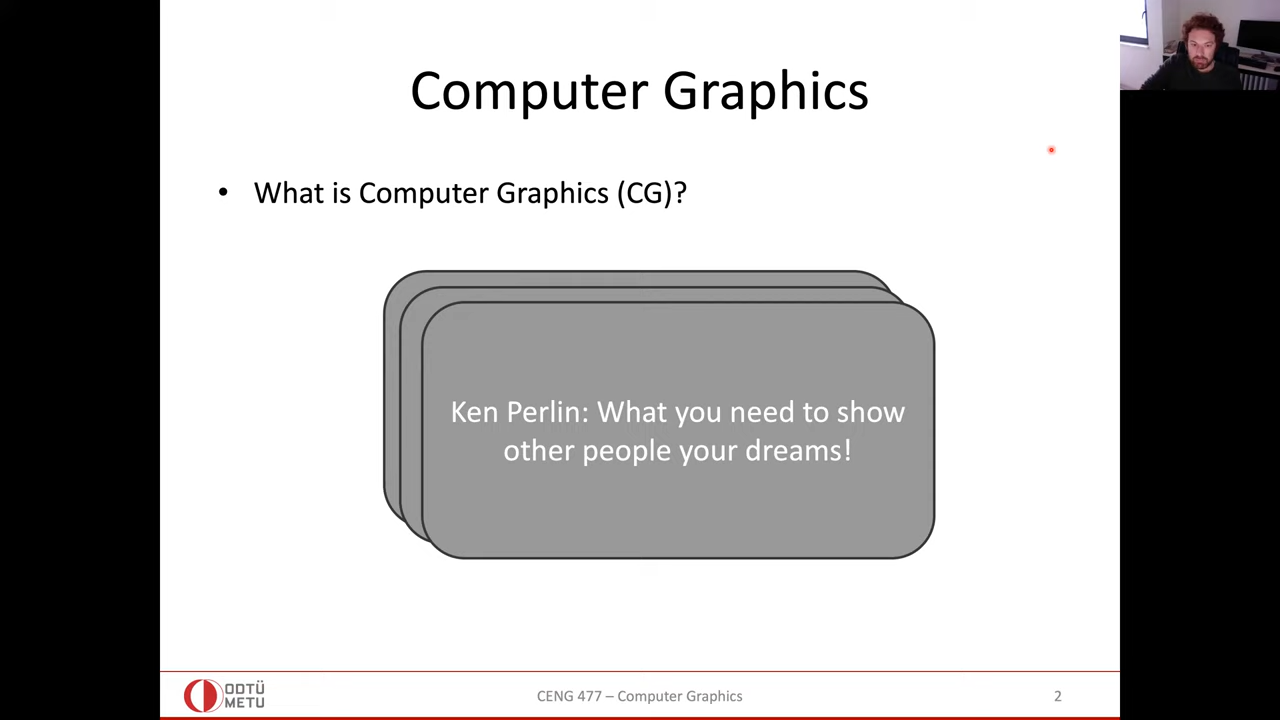 Computer Graphics
• What is Computer Graphics (CG)?
Ken Perlin: What you need to show
other people your dreams!
ODTÜ
METU
CENG 477 – Computer Graphics
2